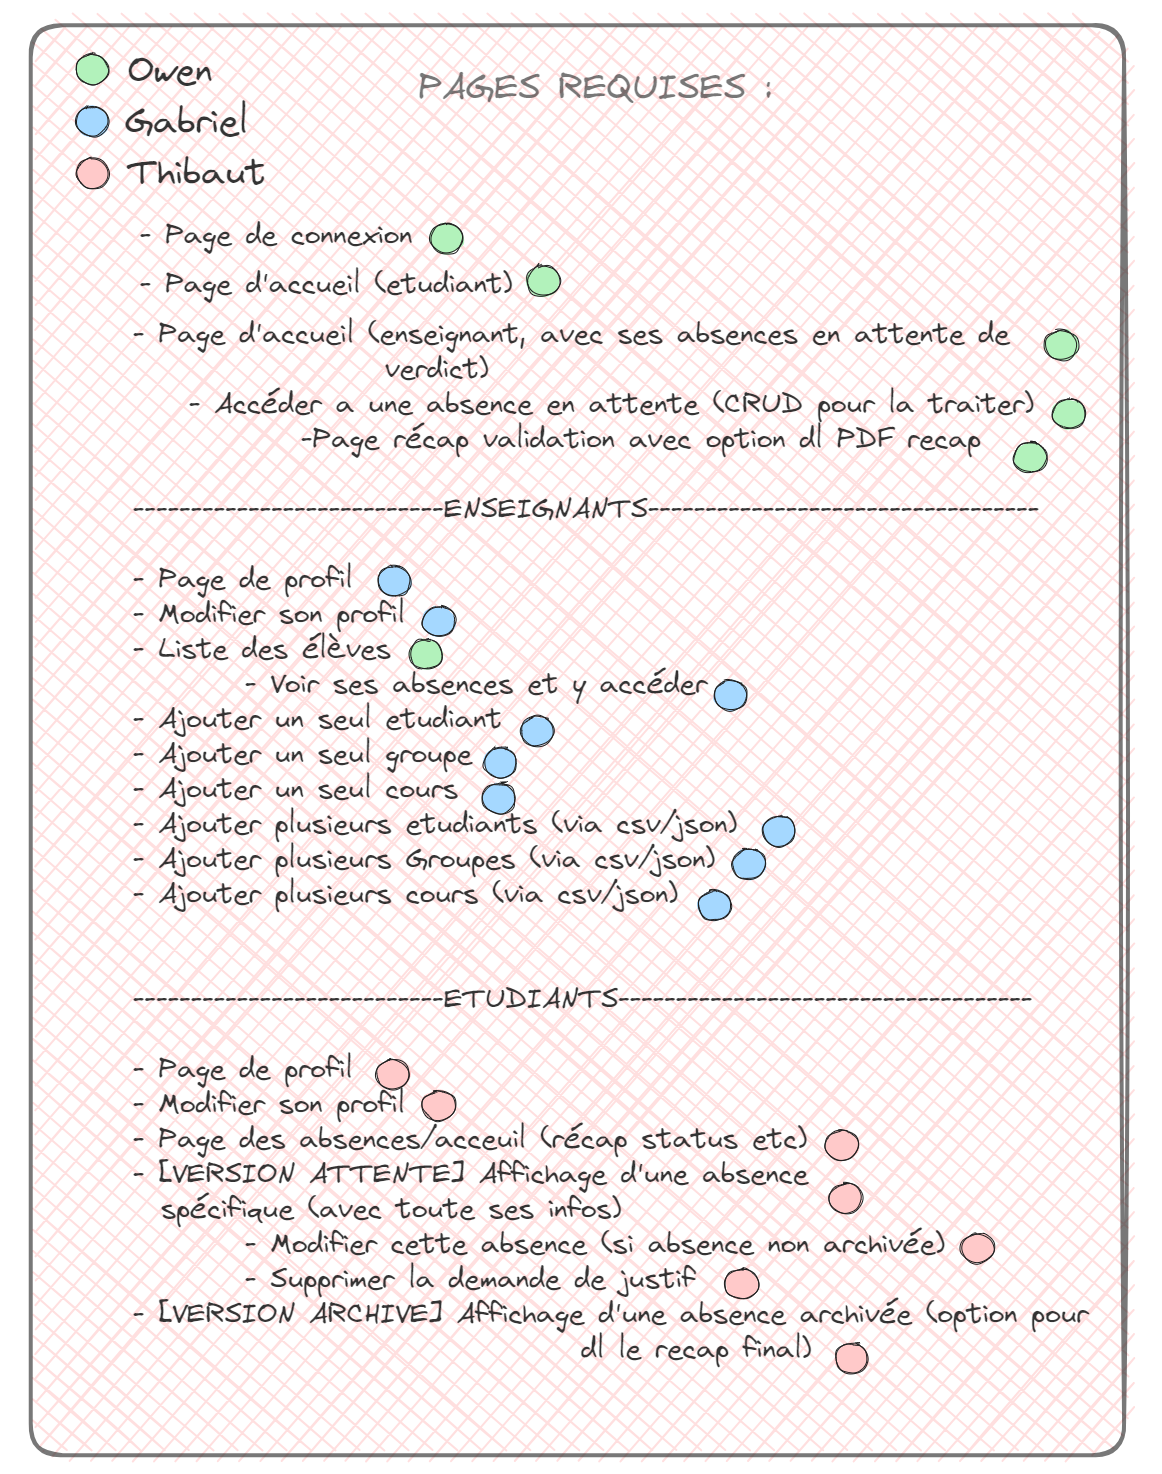 Owen
PAGES REQUISES :
Gabriel
Thibaut
- Page de connexion
- Page d'accueil (etudiant)
- Page d'accueil (enseignant, avec ses absences en attente de
verdict)
- Accéder a une absence en attente (CRUD pour la traiter)
-Page récap validation avec option dl PDF recap
---------------------------ENSEIGNANTS----------------------------------
- Page de profil
- Modifier son profil
- Liste des élèves
- Voir ses absences et y accéder
- Ajouter un seul etudiant
- Ajouter un seul groupe
- Ajouter un seul cours
- Ajouter plusieurs etudiants (via csv/json)
- Ajouter plusieurs Groupes (via csv/json)
- Ajouter plusieurs cours (via csv/json)
---------------------------ETUDIANTS------------------------------------
- Page de profil
- Modifier son profil
- Page des absences/acceuil (récap status etc)
- [VERSION ATTENTE] Affichage d'une absence
spécifique (avec toute ses infos)
- Modifier cette absence (si absence non archivée)
- Supprimer la demande de justif
- [VERSION ARCHIVE] Affichage d'une absence archivée (option pour
dl le recap final)